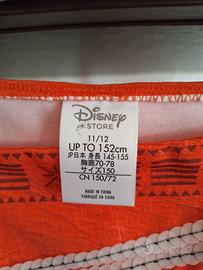 Disney
STORE
11/12
UP TO 152cm
JP日本 身長 145-155
胸囲70-78
サイズ150
CN 150/72
MADE IN CHINA
FABRIQUÉ EN CHINE
subito